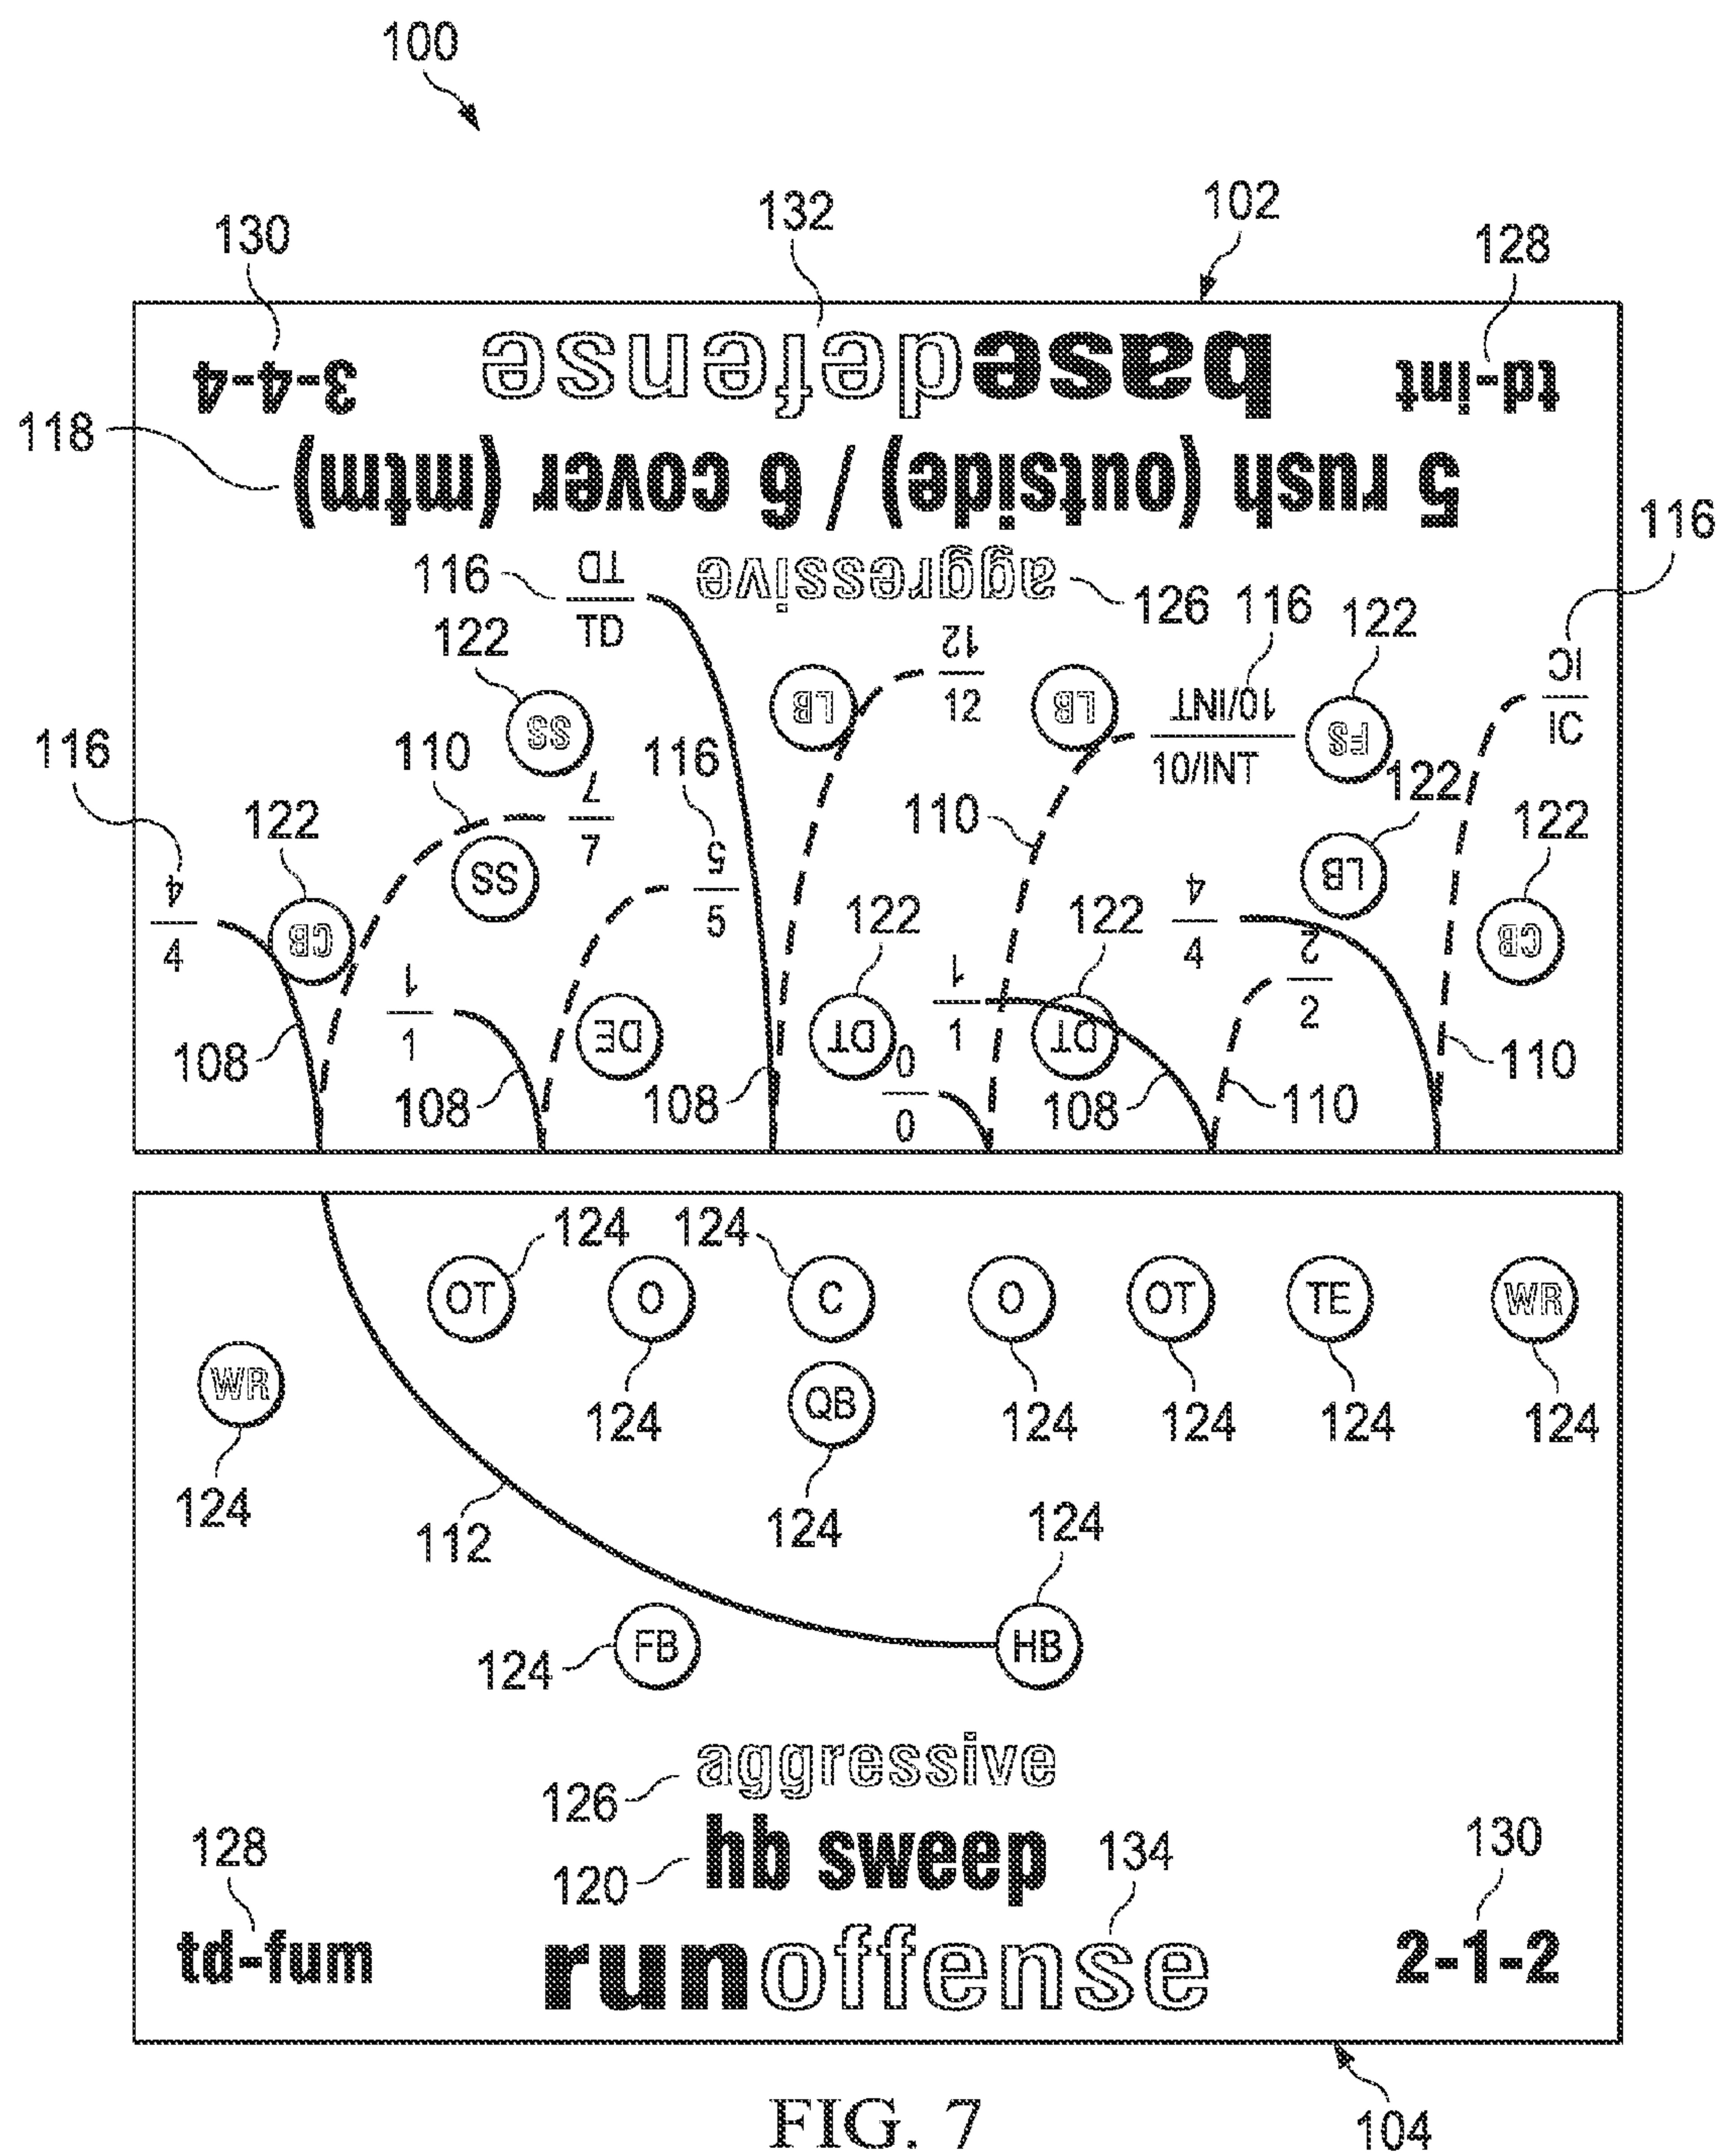 100
132
102
130
128
3-4-4
basedefense
td-int
118
5 rush (outside) / 6 cover (mtm)
116
116
TD
TD
aggressive
126
116
122
IC
IC
122
12
12
LB
LB
10/INT
10/INT
FS
116
110
SS
116
122
7
7
110
122
122
4
4
CB
SS
5
5
122
122
4
4
LB
CB
1
1
DE
DT
1
1
DT
2
2
108
108
108
0
0
108
110
110
124
124
OT
O
C
O
OT
TE
WR
WR
QB
124
124
124
124
124
124
112
124
124
124
FB
HB
aggressive
126
hb sweep
120
128
134
130
td-fum
runoffense
2-1-2
FIG. 7
104